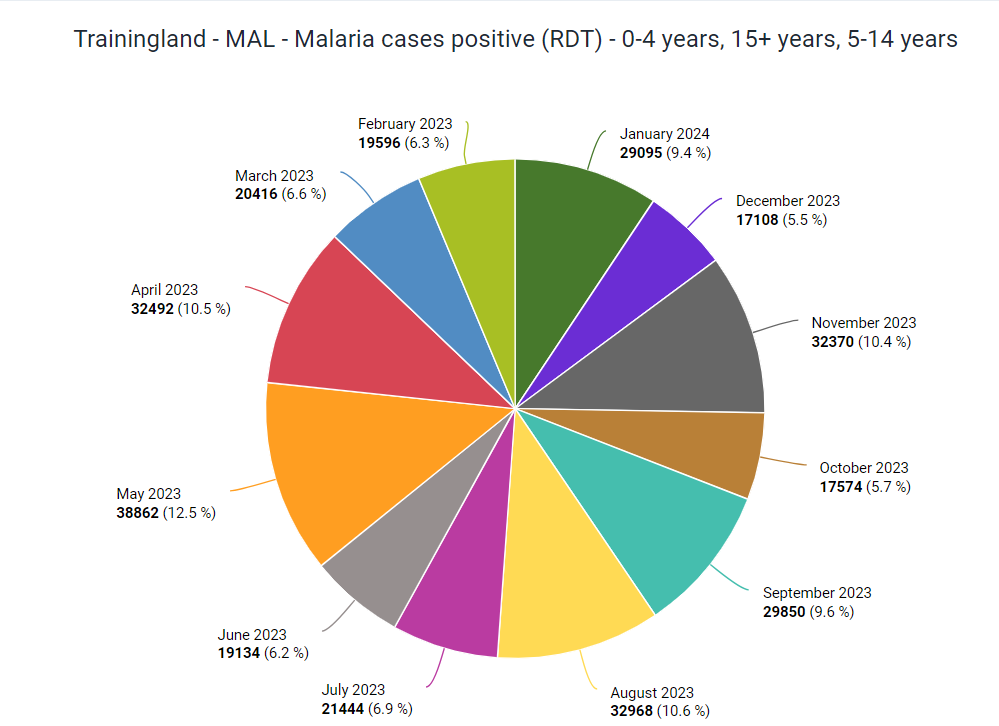 Trainingland - MAL - Malaria cases positive (RDT) - 0-4 years, 15+ years, 5-14 years
February 2023
19596 (6.3 %)
January 2024
29095 (9.4 %)
March 2023
20416 (6.6 %)
December 2023
17108 (5.5 %)
April 2023
32492 (10.5 %)
November 2023
32370 (10.4 %)
October 2023
17574 (5.7 %)
May 2023
38862 (12.5 %)
September 2023
29850 (9.6 %)
June 2023
19134 (6.2 %)
July 2023
21444 (6.9 %)
August 2023
32968 (10.6 %)